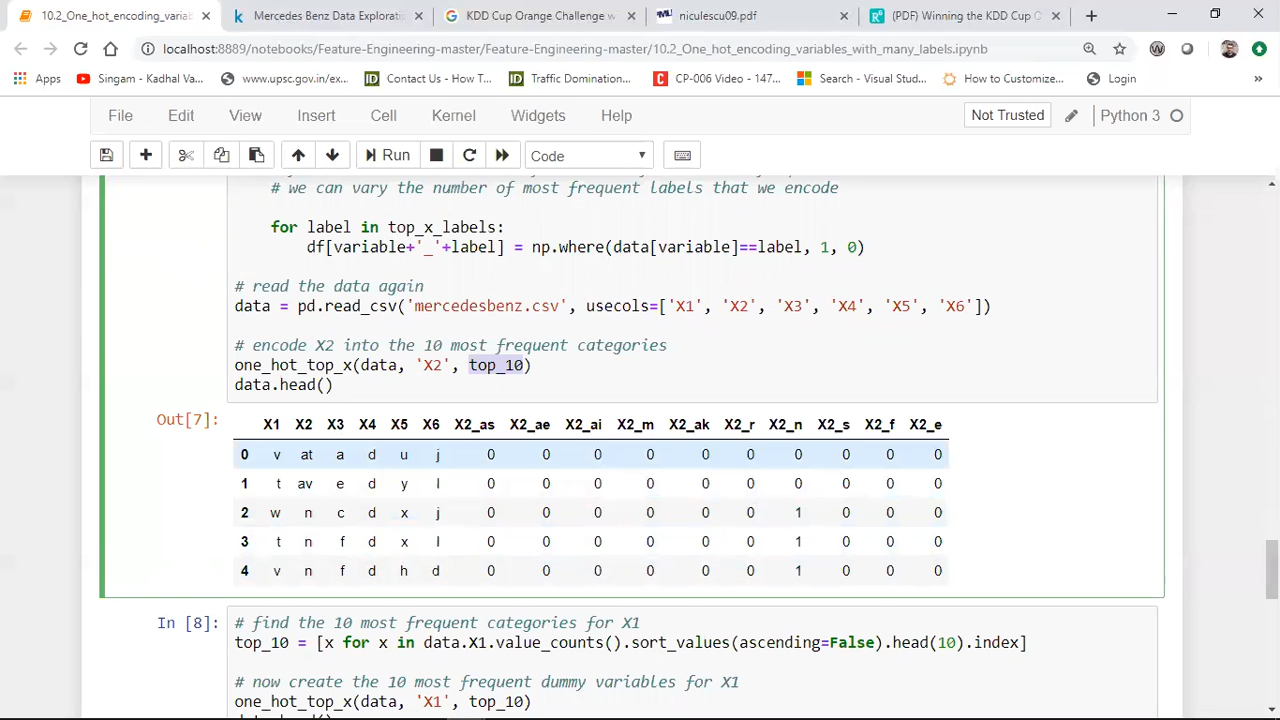 10.2_One_hot_encoding_variab
Mercedes Benz Data Explorati
KDD Cup Orange Challenge w
niculescu09.pdf
(PDF) Winning the KDD Cup O
localhost:8889/notebooks/Feature-Engineering-master/Feature-Engineering-master/10.2_One_hot_encoding_variables_with_many_labels.ipynb
Apps
Singam - Kadhal Va...
www.upsc.gov.in/ex...
Contact Us - How T...
Traffic Domination...
CP-006 Video - 147...
Search - Visual Stud...
How to Customize...
Login
File Edit View Insert Cell Kernel Widgets Help Not Trusted Python 3
Run Code
# we can vary the number of most frequent labels that we encode
for label in top_x_labels:
df[variable+'_'+label] = np.where(data[variable]==label, 1, 0)
# read the data again
data = pd.read_csv('mercedesbenz.csv', usecols=['X1', 'X2', 'X3', 'X4', 'X5', 'X6'])
# encode X2 into the 10 most frequent categories
one_hot_top_x(data, 'X2', top_10)
data.head()
Out[7]:
X1 X2 X3 X4 X5 X6 X2_as X2_ae X2_ai X2_m X2_ak X2_r X2_n X2_s X2_f X2_e
0 v at a d u j 0 0 0 0 0 0 0 0 0 0
1 t av e d y l 0 0 0 0 0 0 0 0 0 0
2 w n c d x j 0 0 0 0 0 0 1 0 0 0
3 t n f d x l 0 0 0 0 0 0 1 0 0 0
4 v n f d h d 0 0 0 0 0 0 1 0 0 0
In [8]:
# find the 10 most frequent categories for X1
top_10 = [x for x in data.X1.value_counts().sort_values(ascending=False).head(10).index]
# now create the 10 most frequent dummy variables for X1
one_hot_top_x(data, 'X1', top_10)